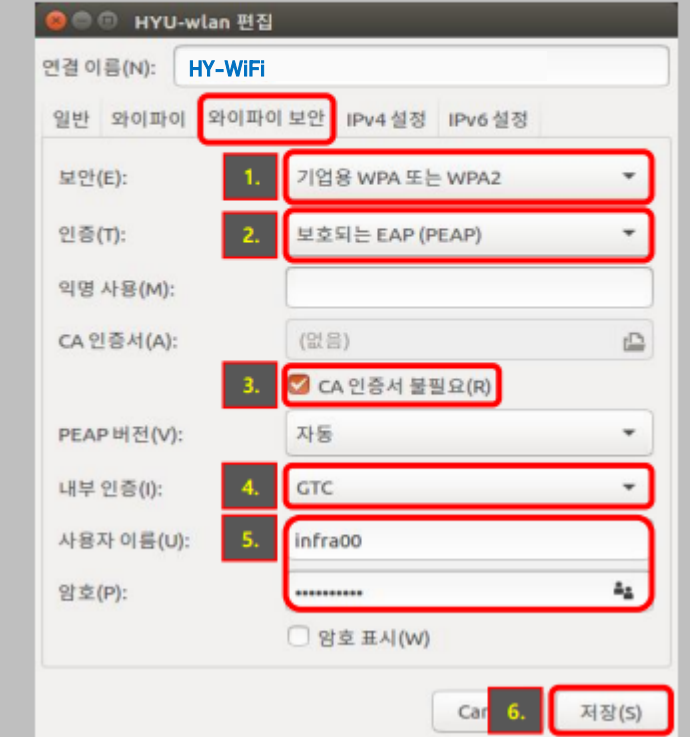 HYU-wlan 편집
연결 이름(N): HY-WiFi
일반 와이파이 와이파이 보안 IPv4 설정 IPv6 설정
보안(E): 1. 기업용 WPA 또는 WPA2
인증(T): 2. 보호되는 EAP (PEAP)
익명 사용(M):
CA 인증서(A): (없음)
3. CA 인증서 불필요(R)
PEAP 버전(V): 자동
내부 인증(I): 4. GTC
사용자 이름(U): 5. infra00
암호(P): ••••••••••
암호 표시(W)
6. 저장(S)